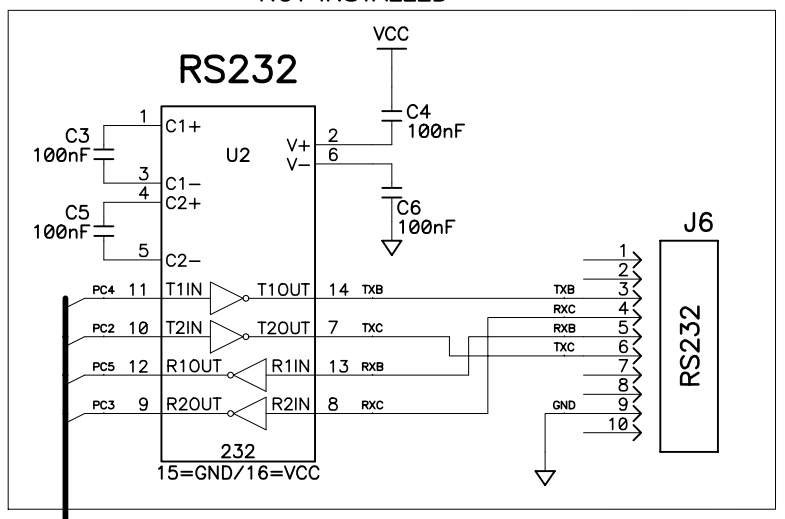 NOT INSTALLED
VCC
RS232
C4
100nF
1
C1+
C3
100nF
U2
V+
2
V-
6
3
C1-
4
C2+
C6
100nF
C5
100nF
5
C2-
J6
1
2
PC4 11 T1IN T1OUT 14 TXB TXB 3
RXC 4
PC2 10 T2IN T2OUT 7 TXC RXB 5
TXC 6
PC5 12 R1OUT R1IN 13 RXB 7
8
PC3 9 R2OUT R2IN 8 RXC GND 9
10
RS232
232
15=GND/16=VCC